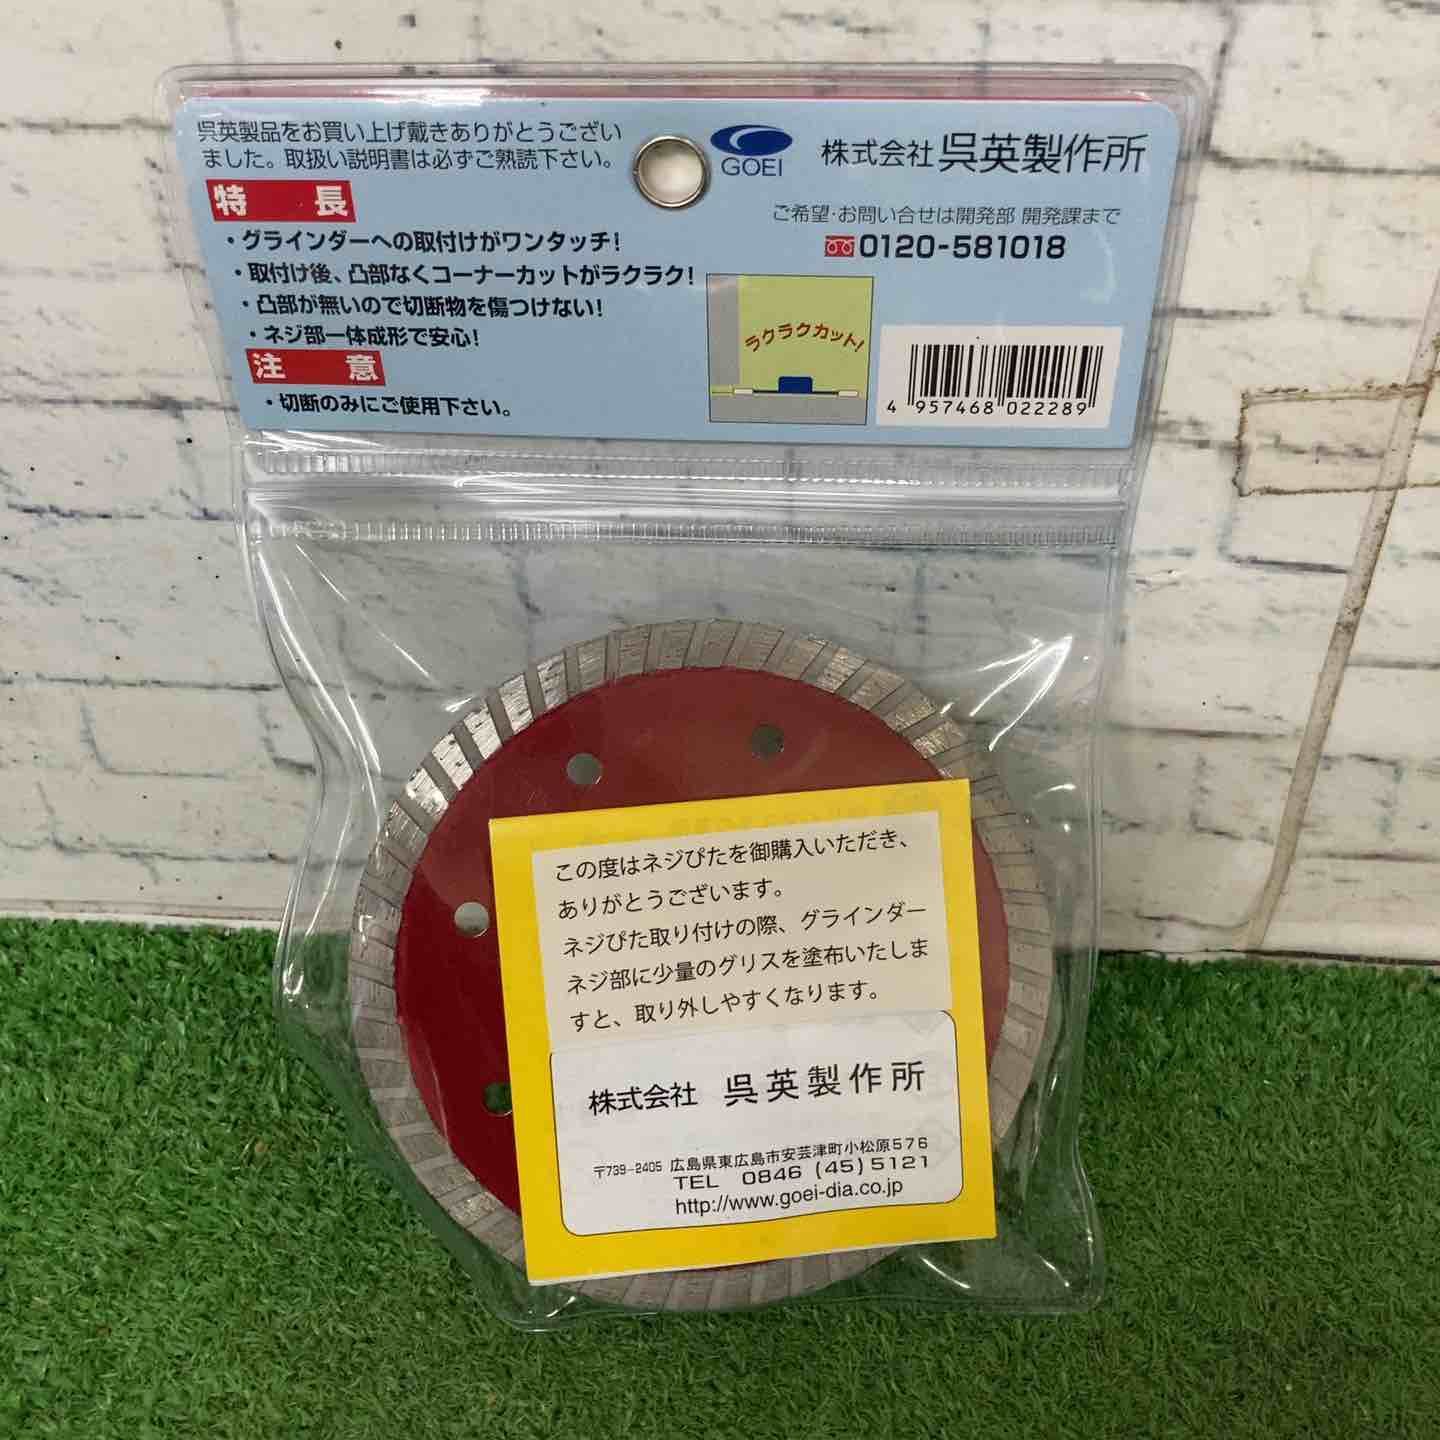 呉英製品をお買い上げ戴きありがとうござい
ました。取扱い説明書は必ずご熟読下さい。
特 長
・グラインダーへの取付けがワンタッチ!
・取付け後、凸部なくコーナーカットがラクラク!
・凸部が無いので切断物を傷つけない!
・ネジ部一体成形で安心!
注 意
・切断のみにご使用下さい。
GOEI
株式会社 呉英製作所
ご希望・お問い合せは開発部 開発課まで
0120-581018
ラクラクカット!
4 957468 022289
この度はネジぴたを御購入いただき、
ありがとうございます。
ネジぴた取り付けの際、グラインダー
ネジ部に少量のグリスを塗布いたしま
すと、取り外しやすくなります。
株式会社 呉英製作所
〒739-2405 広島県東広島市安芸津町小松原576
TEL 0846 (45) 5121
http://www.goei-dia.co.jp